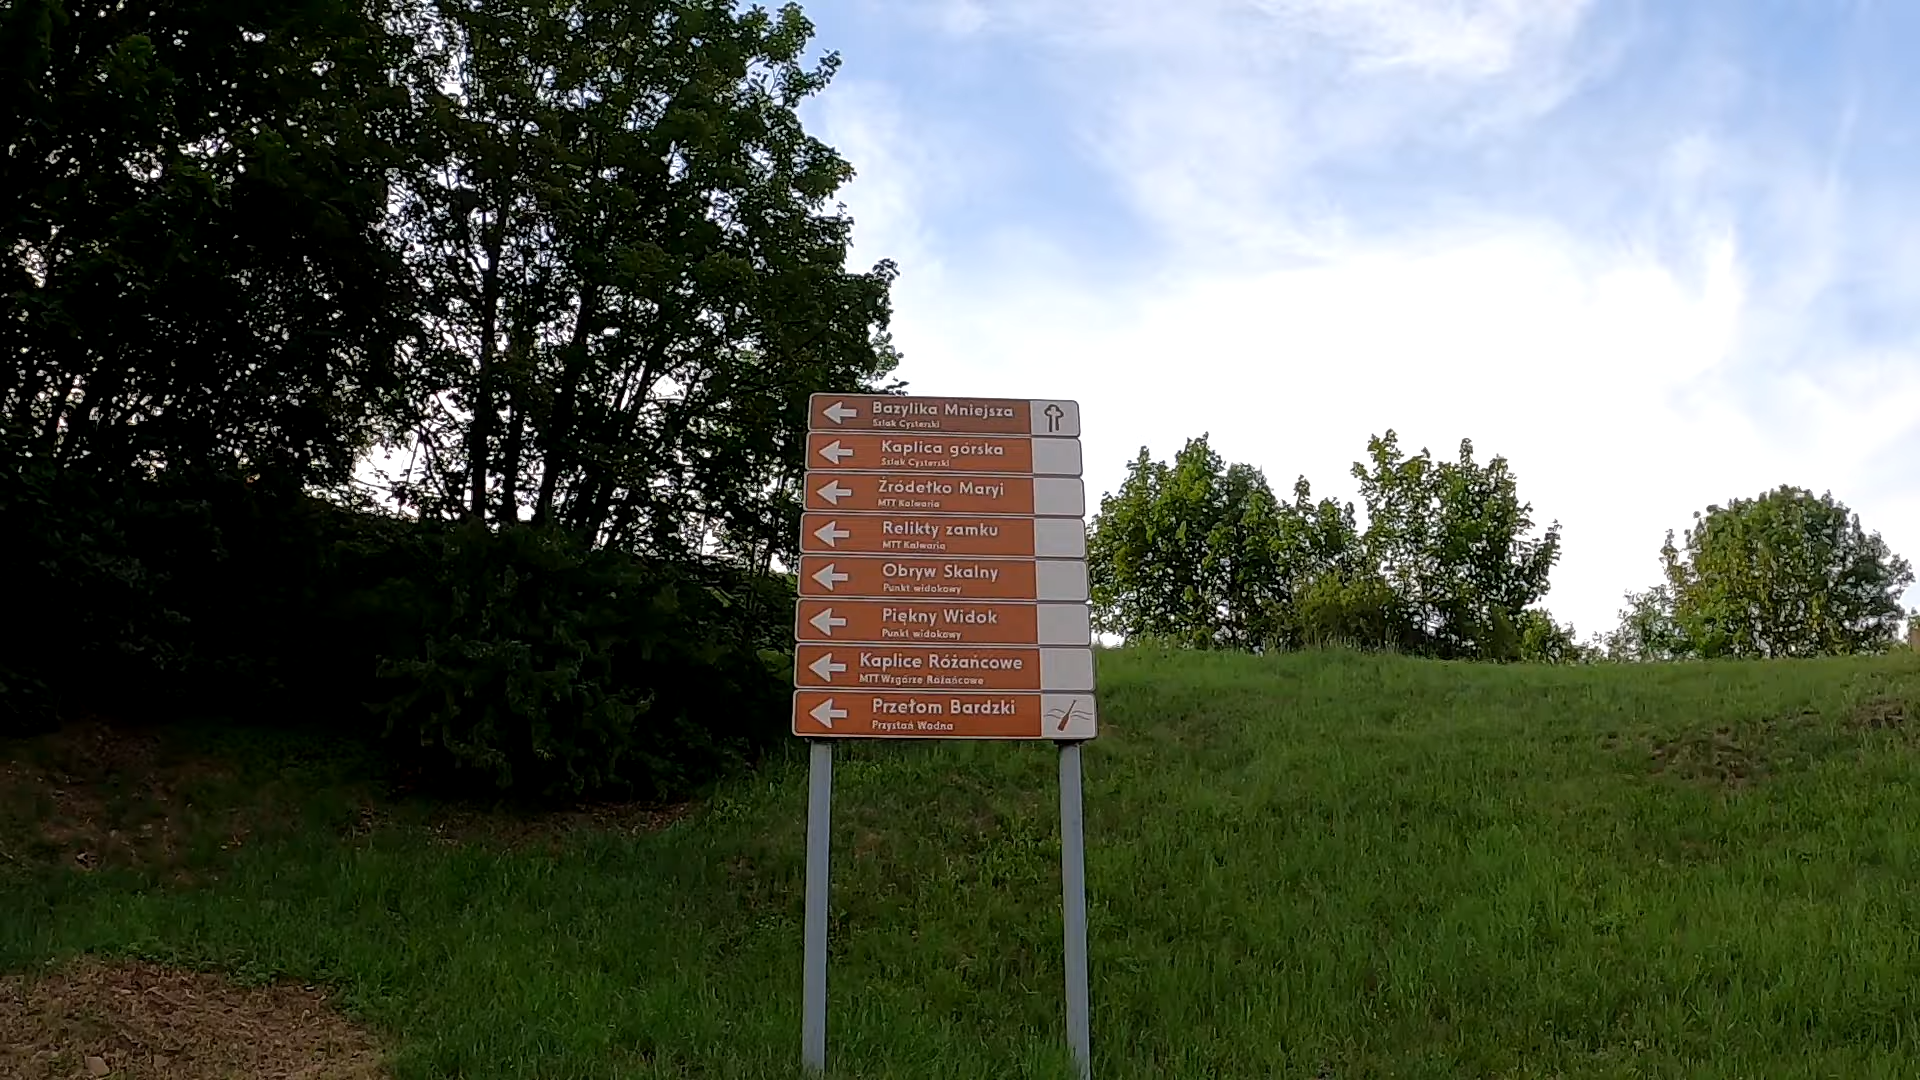 Bazylika Mniejsza
Szlak Cysterski
Kaplica górska
Szlak Cysterski
Źródełko Maryi
MTT Kalwaria
Relikty zamku
MTT Kalwaria
Obryw Skalny
Punkt widokowy
Piękny Widok
Punkt widokowy
Kaplice Różańcowe
MTT Wzgórze Różańcowe
Przełom Bardzki
Przystań Wodna